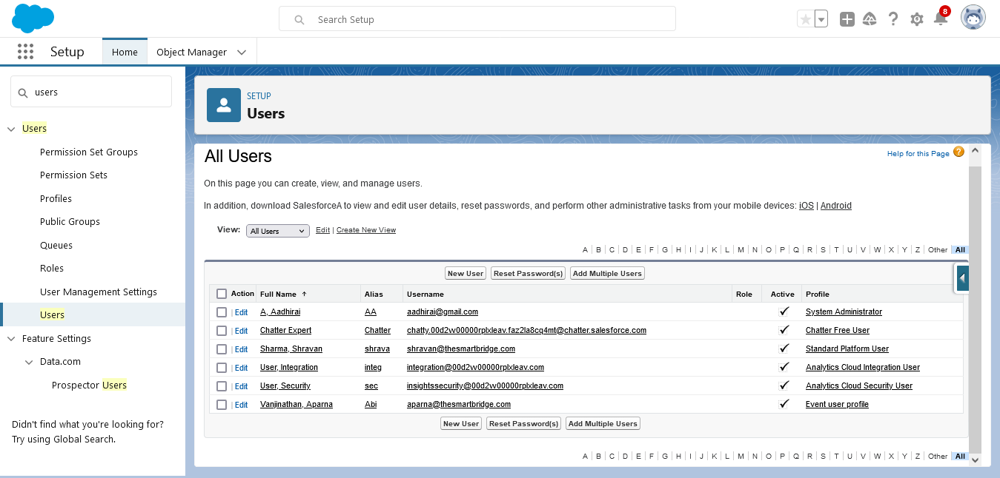 Search Setup
8
Setup
Home
Object Manager
users
Users
Permission Set Groups
Permission Sets
Profiles
Public Groups
Queues
Roles
User Management Settings
Users
Feature Settings
Data.com
Prospector Users
Didn't find what you're looking for?
Try using Global Search.
SETUP
Users
All Users
Help for this Page ?
On this page you can create, view, and manage users.
In addition, download SalesforceA to view and edit user details, reset passwords, and perform other administrative tasks from your mobile devices: iOS | Android
View: All Users Edit | Create New View
A | B | C | D | E | F | G | H | I | J | K | L | M | N | O | P | Q | R | S | T | U | V | W | X | Y | Z | Other | All
New User Reset Password(s) Add Multiple Users
Action Full Name ↑ Alias Username Role Active Profile
| Edit A, Aadhirai AA aadhirai@gmail.com ✓ System Administrator
| Edit Chatter Expert Chatter chatty.00d2w00000rplxleav.faz2la8cq4mt@chatter.salesforce.com ✓ Chatter Free User
| Edit Sharma, Shravan shrava shravan@thesmartbridge.com ✓ Standard Platform User
| Edit User, Integration integ integration@00d2w00000rplxleav.com ✓ Analytics Cloud Integration User
| Edit User, Security sec insightssecurity@00d2w00000rplxleav.com ✓ Analytics Cloud Security User
| Edit Vanjinathan, Aparna Abi aparna@thesmartbridge.com ✓ Event user profile
New User Reset Password(s) Add Multiple Users
A | B | C | D | E | F | G | H | I | J | K | L | M | N | O | P | Q | R | S | T | U | V | W | X | Y | Z | Other | All